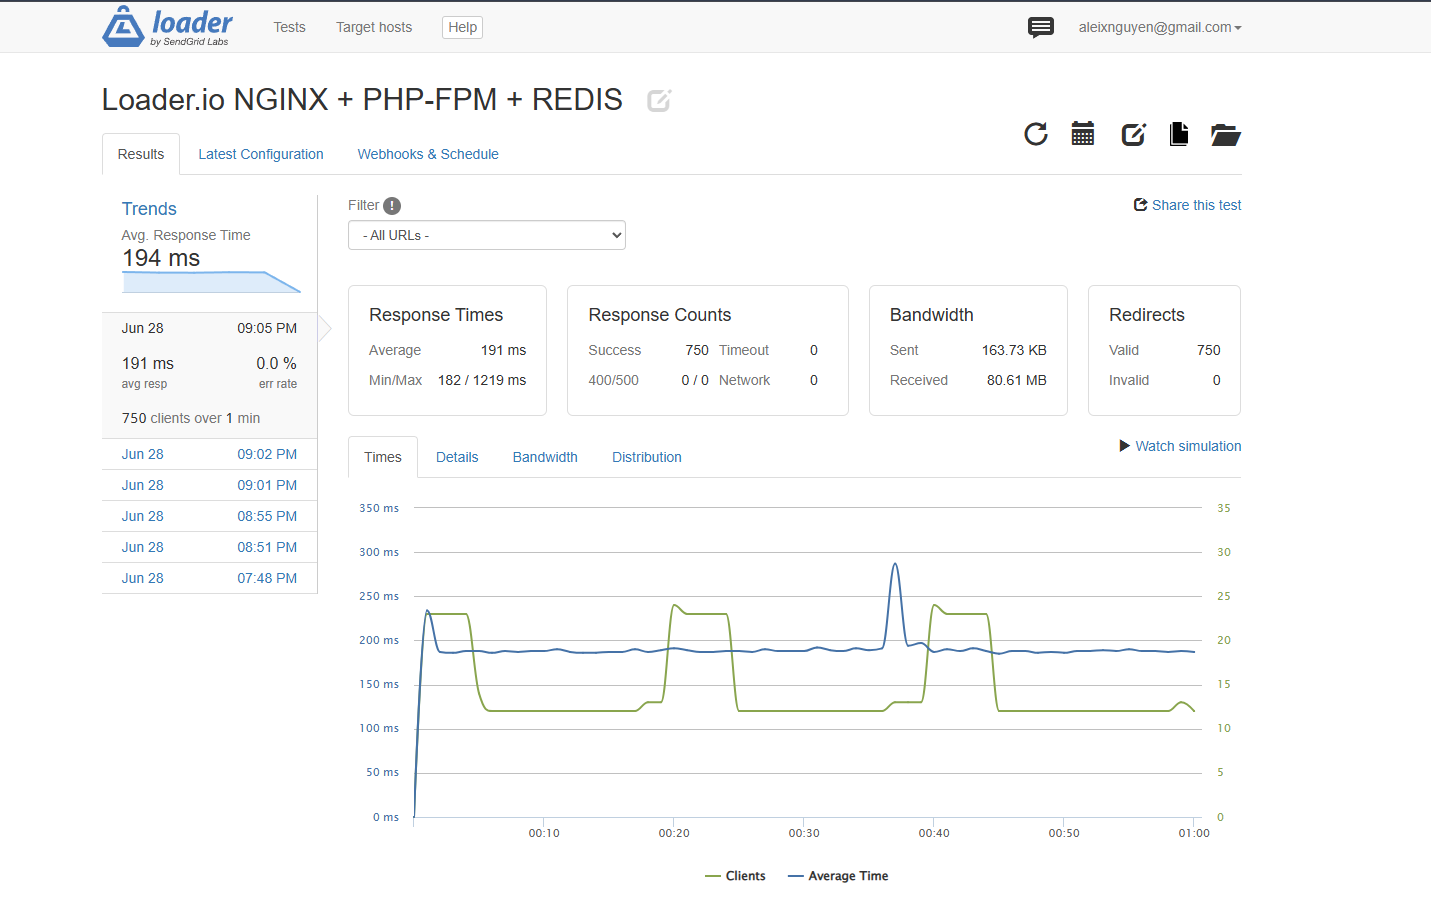 loader
by SendGrid Labs
Tests Target hosts Help aleixnguyen@gmail.com
Loader.io NGINX + PHP-FPM + REDIS
Results Latest Configuration Webhooks & Schedule
Trends
Avg. Response Time
194 ms
Jun 28 09:05 PM
191 ms 0.0 %
avg resp err rate
750 clients over 1 min
Jun 28 09:02 PM
Jun 28 09:01 PM
Jun 28 08:55 PM
Jun 28 08:51 PM
Jun 28 07:48 PM
Filter !
Share this test
- All URLs -
Response Times
Average 191 ms
Min/Max 182 / 1219 ms
Response Counts
Success 750 Timeout 0
400/500 0 / 0 Network 0
Bandwidth
Sent 163.73 KB
Received 80.61 MB
Redirects
Valid 750
Invalid 0
Times Details Bandwidth Distribution
Watch simulation
350 ms 35
300 ms 30
250 ms 25
200 ms 20
150 ms 15
100 ms 10
50 ms 5
0 ms 0
00:10 00:20 00:30 00:40 00:50 01:00
Clients Average Time